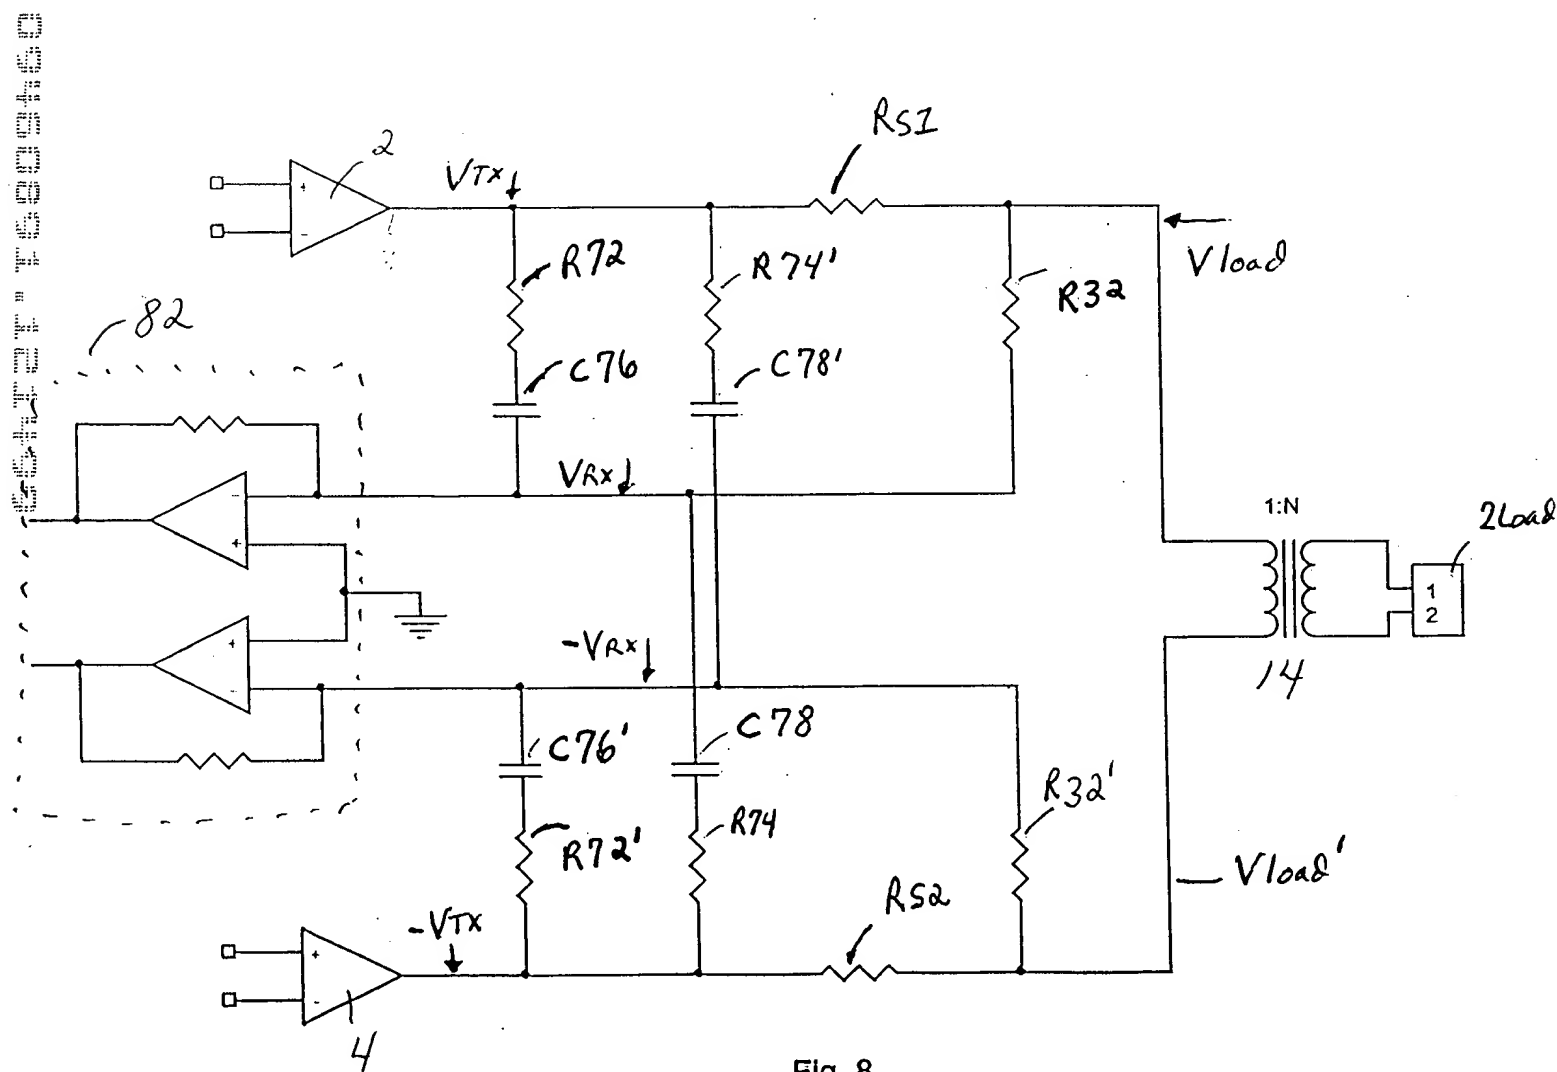 RS1
2
VTX
R72
R74'
Vload
R32
82
C76
C78'
VRX
1:N
2Load
1
2
-VRX
14
C76'
C78
R32'
R72'
R74
Vload'
RS2
-VTX
4
+
-
-
+
+
-
+
-
Fig. 8